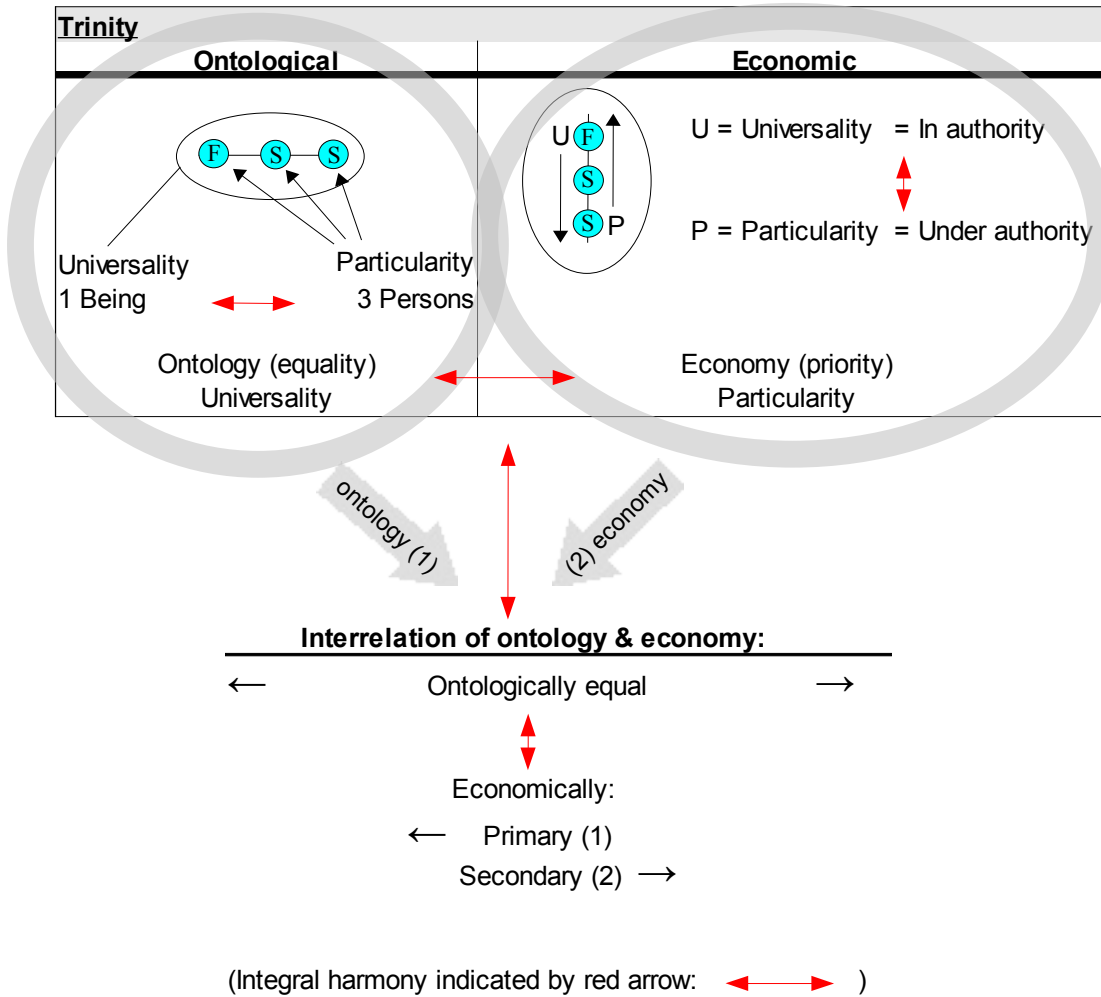 Trinity
Ontological
Economic
F S S
Universality
1 Being
Particularity
3 Persons
Ontology (equality)
Universality
U F
S
S P
U = Universality = In authority
P = Particularity = Under authority
Economy (priority)
Particularity
ontology (1)
(2) economy
Interrelation of ontology & economy:
← Ontologically equal →
Economically:
← Primary (1)
Secondary (2) →
(Integral harmony indicated by red arrow: )